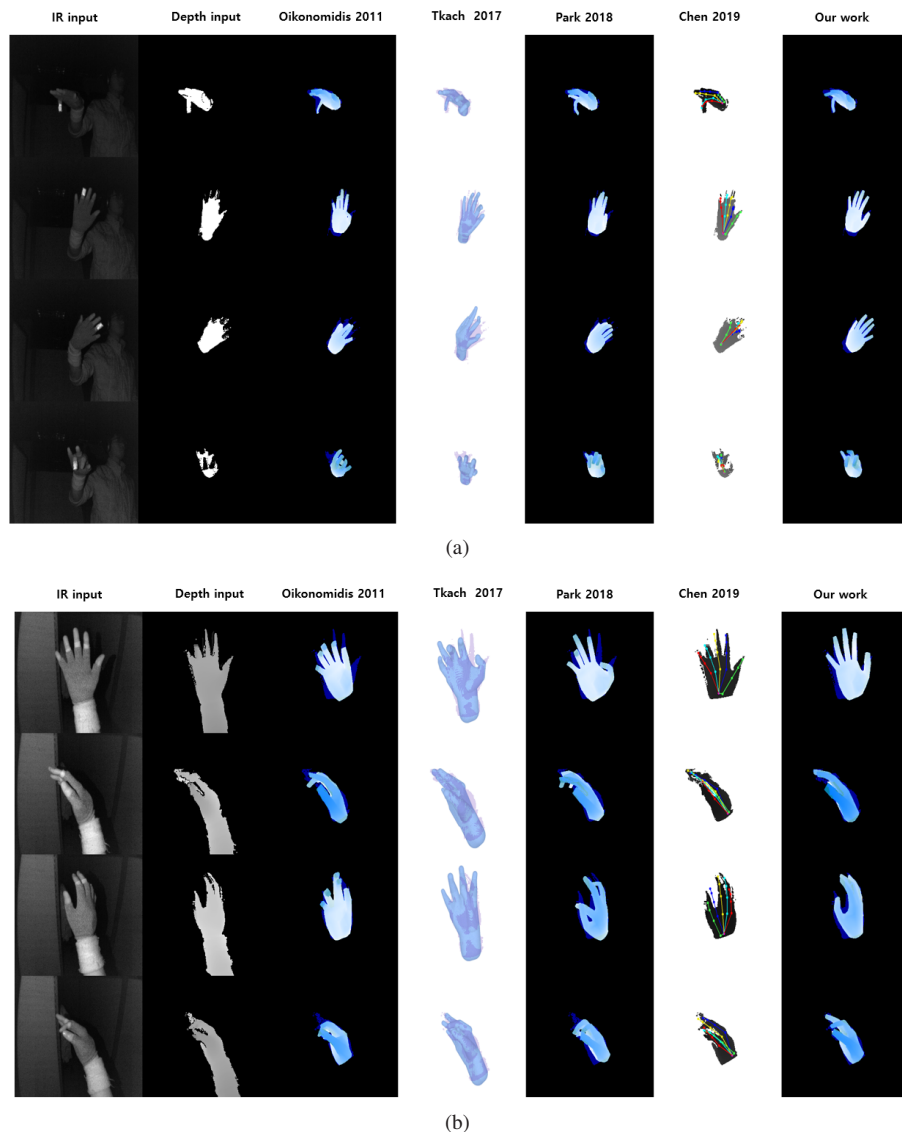 IR input Depth input Oikonomidis 2011 Tkach 2017 Park 2018 Chen 2019 Our work
(a)
IR input Depth input Oikonomidis 2011 Tkach 2017 Park 2018 Chen 2019 Our work
(b)